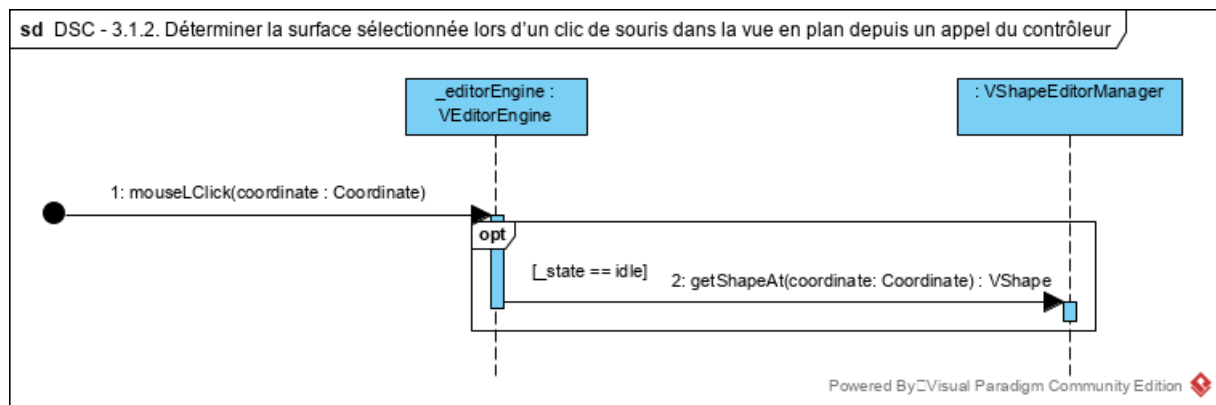 sd DSC - 3.1.2. Déterminer la surface sélectionnée lors d'un clic de souris dans la vue en plan depuis un appel du contrôleur
_editorEngine :
VEditorEngine
: VShapeEditorManager
1: mouseLClick(coordinate : Coordinate)
opt
[_state == idle]
2: getShapeAt(coordinate: Coordinate) : VShape
Powered By Visual Paradigm Community Edition